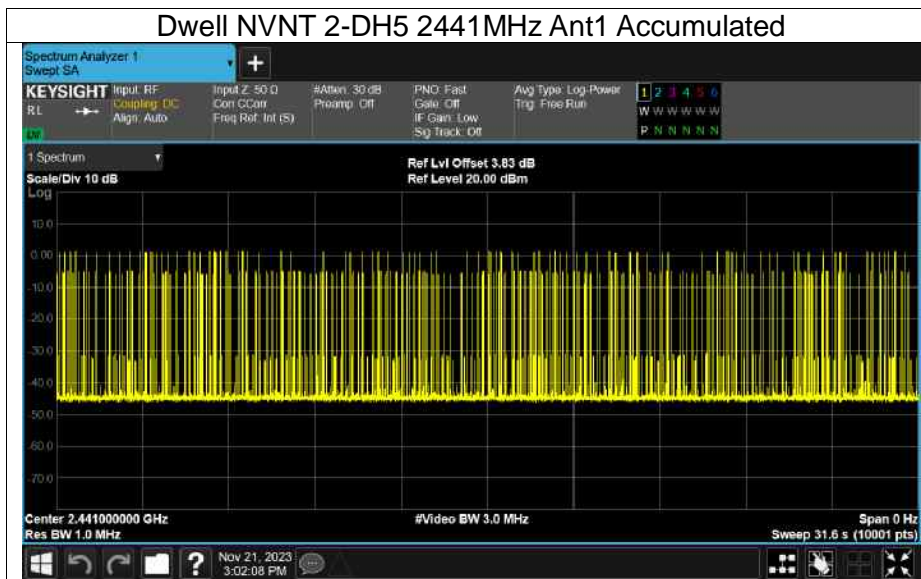 Dwell NVNT 2-DH5 2441MHz Ant1 Accumulated
Spectrum Analyzer 1
Swept SA
+
KEYSIGHT
RL
Input: RF
Coupling: DC
Align: Auto
Input Z: 50 Ω
Corr CCorr
Freq Ref: Int (S)
#Atten: 30 dB
Preamp: Off
PNO: Fast
Gate: Off
IF Gain: Low
Sig Track: Off
Avg Type: Log-Power
Trig: Free Run
1 2 3 4 5 6
W W W W W W
P N N N N N
1 Spectrum
Scale/Div 10 dB
Ref Lvl Offset 3.83 dB
Ref Level 20.00 dBm
Log
10.0
0.00
-10.0
-20.0
-30.0
-40.0
-50.0
-60.0
-70.0
Center 2.441000000 GHz
#Video BW 3.0 MHz
Span 0 Hz
Res BW 1.0 MHz
Sweep 31.6 s (10001 pts)
?
Nov 21, 2023
3:02:08 PM